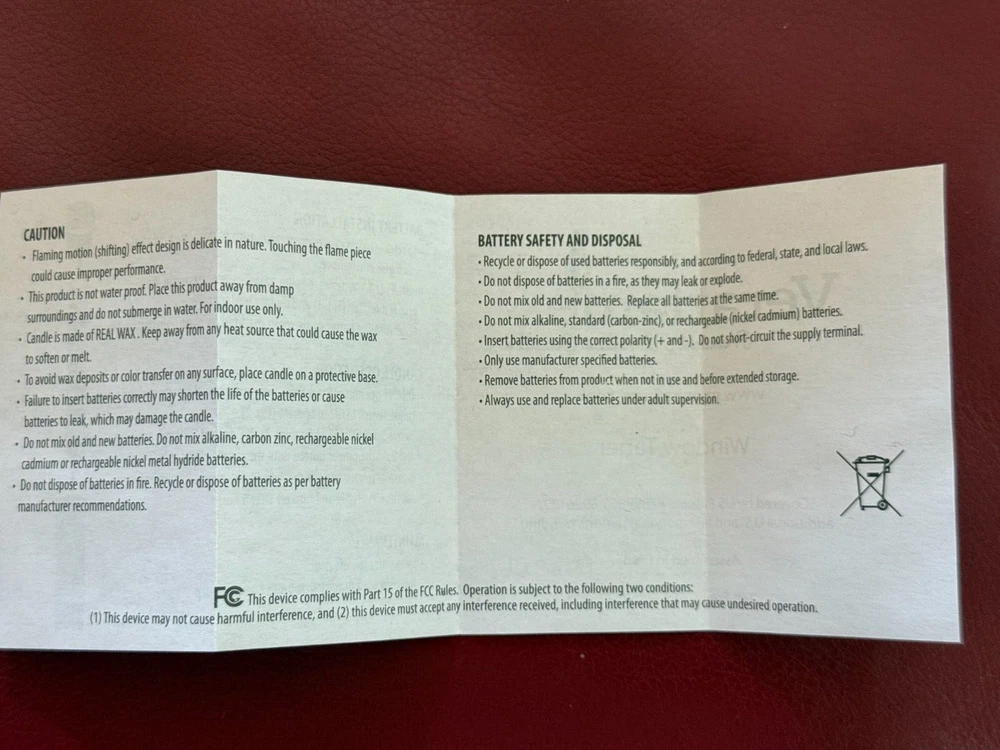 CAUTION
• Flaming motion (shifting) effect design is delicate in nature. Touching the flame piece
could cause improper performance.
• This product is not water proof. Place this product away from damp
surroundings and do not submerge in water. For indoor use only.
• Candle is made of REAL WAX . Keep away from any heat source that could cause the wax
to soften or melt.
• To avoid wax deposits or color transfer on any surface, place candle on a protective base.
• Failure to insert batteries correctly may shorten the life of the batteries or cause
batteries to leak, which may damage the candle.
• Do not mix old and new batteries. Do not mix alkaline, carbon zinc, rechargeable nickel
cadmium or rechargeable nickel metal hydride batteries.
• Do not dispose of batteries in fire. Recycle or dispose of batteries as per battery
manufacturer recommendations.
BATTERY SAFETY AND DISPOSAL
• Recycle or dispose of used batteries responsibly, and according to federal, state, and local laws.
• Do not dispose of batteries in a fire, as they may leak or explode.
• Do not mix old and new batteries. Replace all batteries at the same time.
• Do not mix alkaline, standard (carbon-zinc), or rechargeable (nickel cadmium) batteries.
• Insert batteries using the correct polarity (+ and -). Do not short-circuit the supply terminal.
• Only use manufacturer specified batteries.
• Remove batteries from product when not in use and before extended storage.
• Always use and replace batteries under adult supervision.
FC This device complies with Part 15 of the FCC Rules. Operation is subject to the following two conditions:
(1) This device may not cause harmful interference, and (2) this device must accept any interference received, including interference that may cause undesired operation.